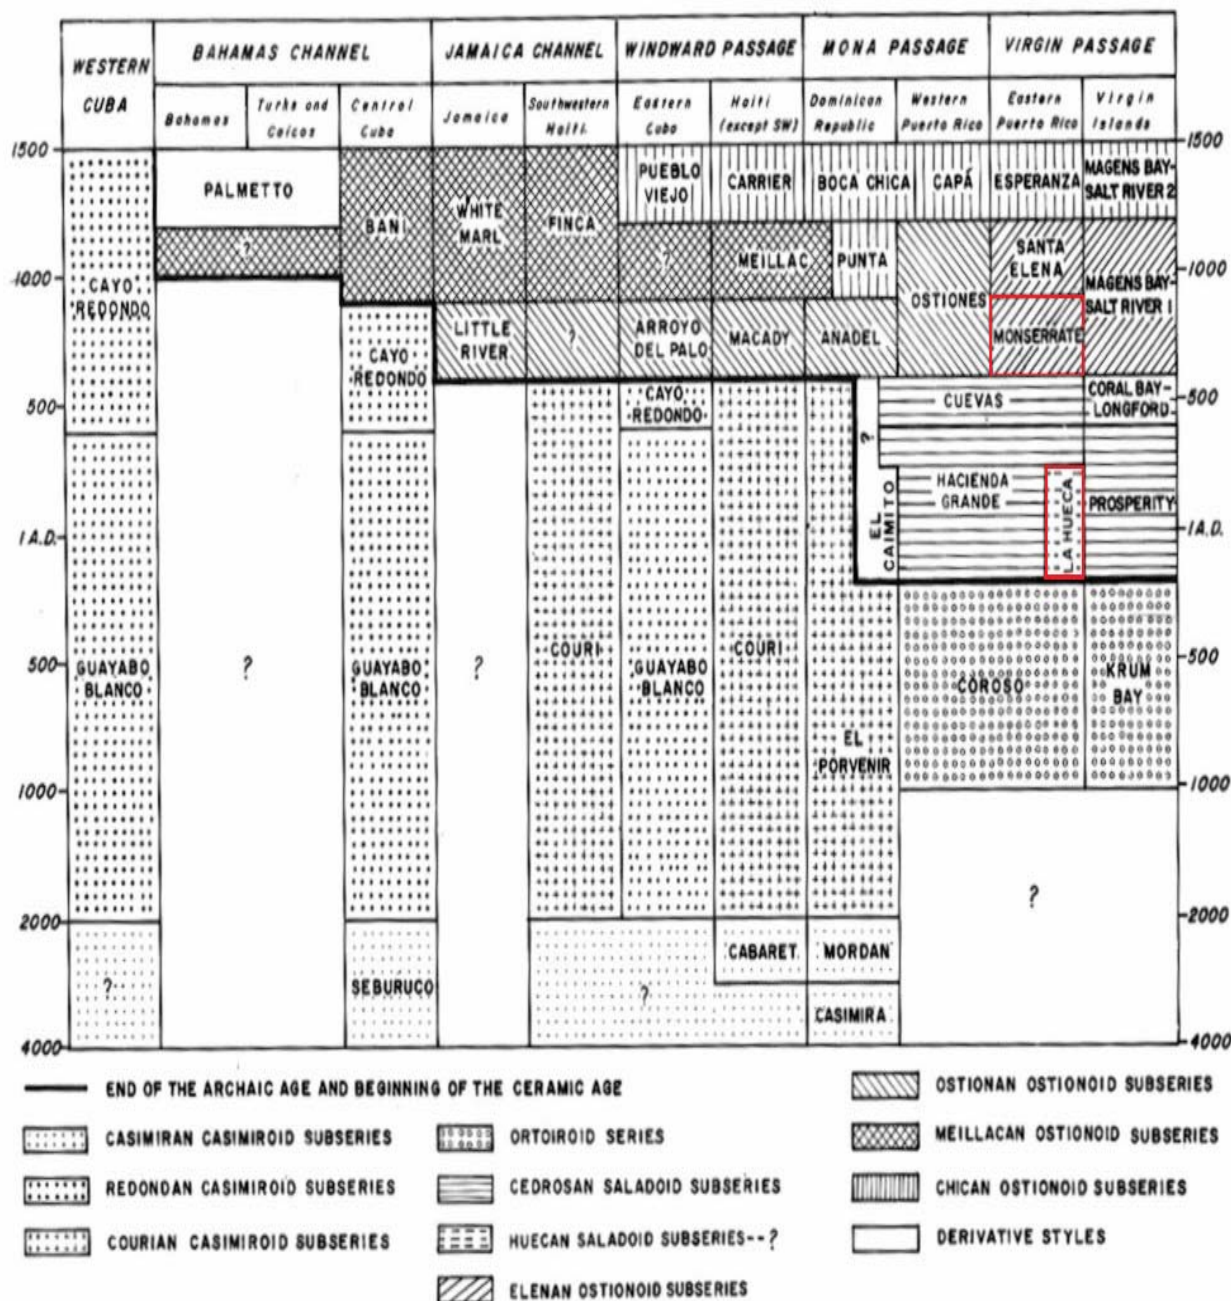 WESTERN
CUBA
BAHAMAS CHANNEL
JAMAICA CHANNEL
WINDWARD PASSAGE
MONA PASSAGE
VIRGIN PASSAGE
Bahamas
Turks and
Caicos
Central
Cuba
Jamaica
Southwestern
Haiti.
Eastern
Cuba
Haiti
(except SW)
Dominican
Republic
Western
Puerto Rico
Eastern
Puerto Rico
Virgin
Islands
1500
1500
PALMETTO
BANI
WHITE
MARL
FINCA
PUEBLO
VIEJO
CARRIER
BOCA CHICA
CAPÁ
ESPERANZA
MAGENS BAY-
SALT RIVER 2
?
?
MEILLAC
PUNTA
OSTIONES
SANTA
ELENA
MAGENS BAY-
SALT RIVER 1
1000
1000
CAYO
REDONDO
CAYO
REDONDO
LITTLE
RIVER
?
ARROYO
DEL PALO
MACADY
ANADEL
MONSERRATE
500
500
CAYO
REDONDO
?
CUEVAS
CORAL BAY-
LONGFORD
EL
CAIMITO
HACIENDA
GRANDE
LA HUECA
PROSPERITY
1 A.D.
1 A.D.
500
500
GUAYABO
BLANCO
?
GUAYABO
BLANCO
?
COURI
GUAYABO
BLANCO
COURI
EL
PORVENIR
COROSO
KRUM
BAY
1000
1000
?
2000
2000
?
SEBURUCO
?
CABARET
MORDAN
CASIMIRA
4000
4000
END OF THE ARCHAIC AGE AND BEGINNING OF THE CERAMIC AGE
CASIMIRAN CASIMIROID SUBSERIES
REDONDAN CASIMIROID SUBSERIES
COURIAN CASIMIROID SUBSERIES
ORTOIROID SERIES
CEDROSAN SALADOID SUBSERIES
HUECAN SALADOID SUBSERIES--?
ELENAN OSTIONOID SUBSERIES
OSTIONAN OSTIONOID SUBSERIES
MEILLACAN OSTIONOID SUBSERIES
CHICAN OSTIONOID SUBSERIES
DERIVATIVE STYLES